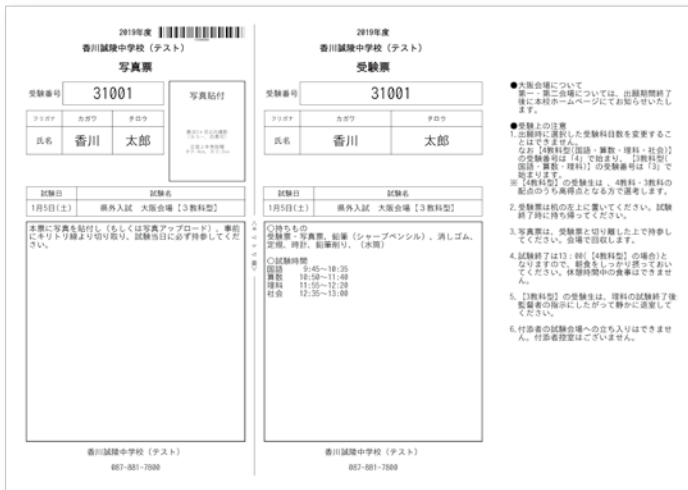 2019年度
香川誠陵中学校（テスト）
写真票
受験番号 31001
写真貼付
フリガナ カガワ タロウ
氏名 香川 太郎
試験日 試験名
1月5日(土) 県外入試 大阪会場【3教科型】
本票に写真を貼付し（もしくは写真アップロード）、事前
にキリトリ線より切り取り、試験当日に必ず持参してくだ
さい。
香川誠陵中学校（テスト）
087-881-7800
2019年度
香川誠陵中学校（テスト）
受験票
受験番号 31001
フリガナ カガワ タロウ
氏名 香川 太郎
試験日 試験名
1月5日(土) 県外入試 大阪会場【3教科型】
〇持ちもの
受験票・写真票、鉛筆（シャープペンシル）、消しゴム、
定規、時計、鉛筆削り、（水筒）
〇試験時間
国語 9:45～10:35
算数 10:50～11:40
理科 11:55～12:20
社会 12:35～13:00
香川誠陵中学校（テスト）
087-881-7800
●大阪会場について
第一・第二会場については、出願期間終了
後に本校ホームページにてお知らせいたし
ます。
●受験上の注意
1.出願時に選択した受験科目数を変更するこ
とはできません。
なお【4教科型(国語・算数・理科・社会)】
の受験番号は「4」で始まり、【3教科型(
国語・算数・理科)】の受験番号は「3」で
始まります。
※【4教科型】の受験生は 、4教科・3教科の
配点のうち高得点となる方で選考します。
2.受験票は机の左上に置いてください。試験
終了時に持ち帰ってください。
3.写真票は、受験票と切り離した上で持参し
てください。会場で回収します。
4.試験終了は13：00(【4教科型】の場合)と
なりますので、朝食をしっかり摂っておい
てください。休憩時間中の食事はできませ
ん。
5.【3教科型】の受験生は、理科の試験終了後
監督者の指示にしたがって静かに退室して
ください。
6.付添者の試験会場への立ち入りはできませ
ん。付添者控室はございません。